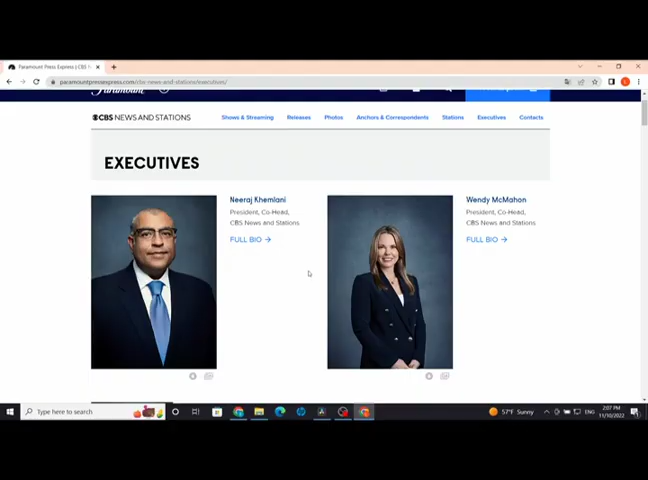 Paramount Press Express | CBS N
paramountpressexpress.com/cbs-news-and-stations/executives/
Paramount
CBS NEWS AND STATIONS
Shows & Streaming
Releases
Photos
Anchors & Correspondents
Stations
Executives
Contacts
EXECUTIVES
Neeraj Khemlani
President, Co-Head,
CBS News and Stations
FULL BIO →
Wendy McMahon
President, Co-Head,
CBS News and Stations
FULL BIO →
Type here to search
57°F Sunny
ENG
2:07 PM
11/10/2022